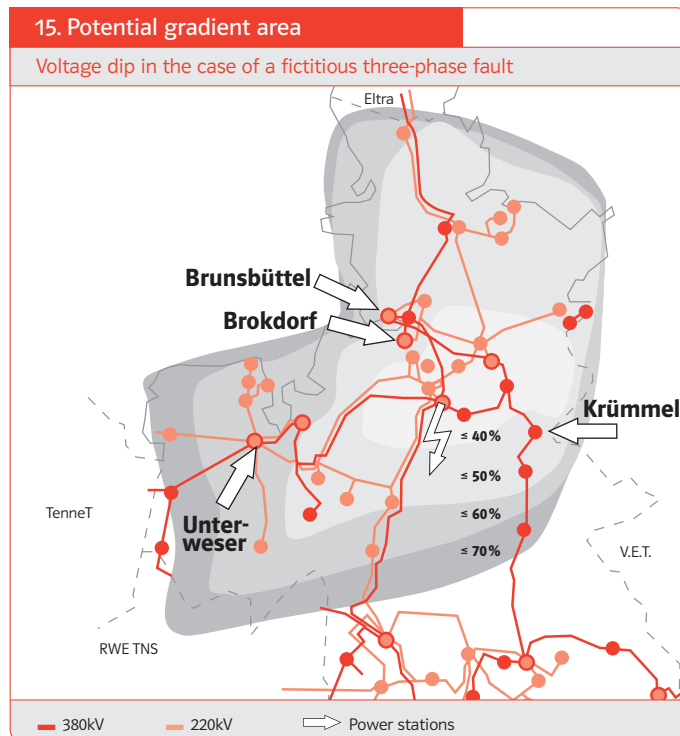 15. Potential gradient area
Voltage dip in the case of a fictitious three-phase fault
Eltra
Brunsbüttel
Brokdorf
Krümmel
≤ 40%
≤ 50%
TenneT
Unter-
weser
≤ 60%
≤ 70%
V.E.T.
RWE TNS
380kV
220kV
Power stations